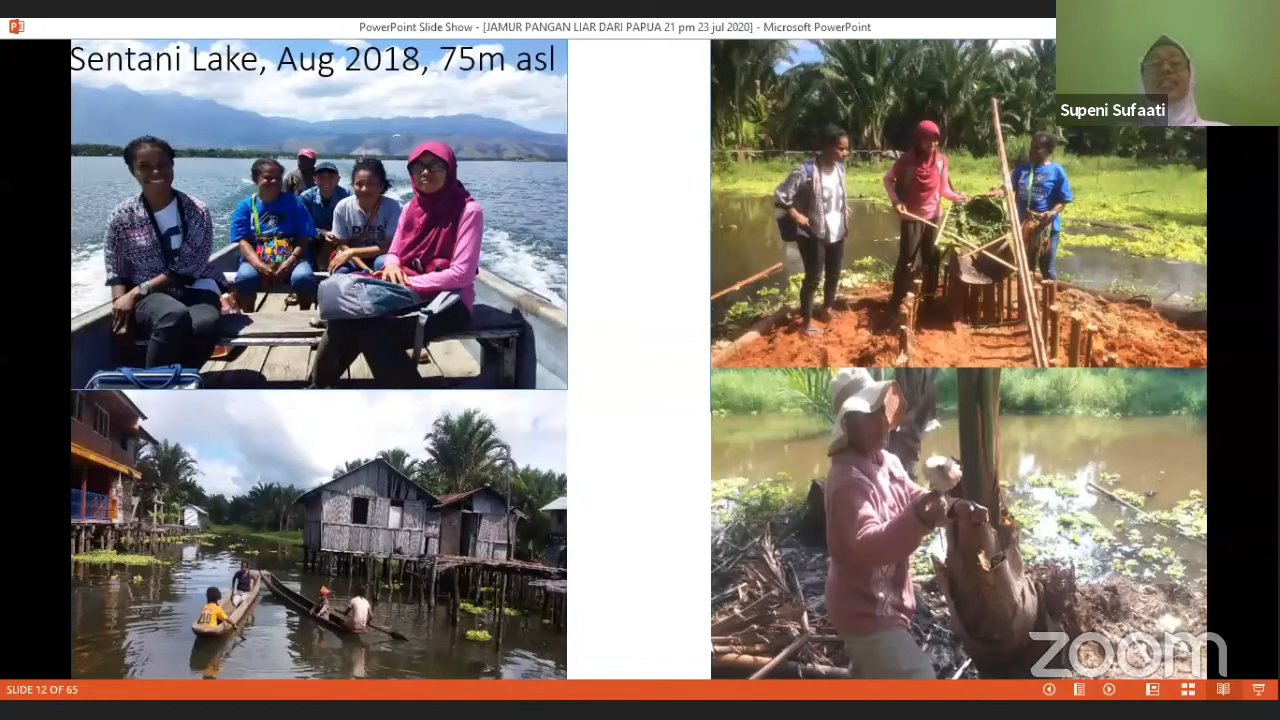 PowerPoint Slide Show - [JAMUR PANGAN LIAR DARI PAPUA 21 pm 23 jul 2020] - Microsoft PowerPoint
Sentani Lake, Aug 2018, 75m asl
Supeni Sufaati
zoom
SLIDE 12 OF 65